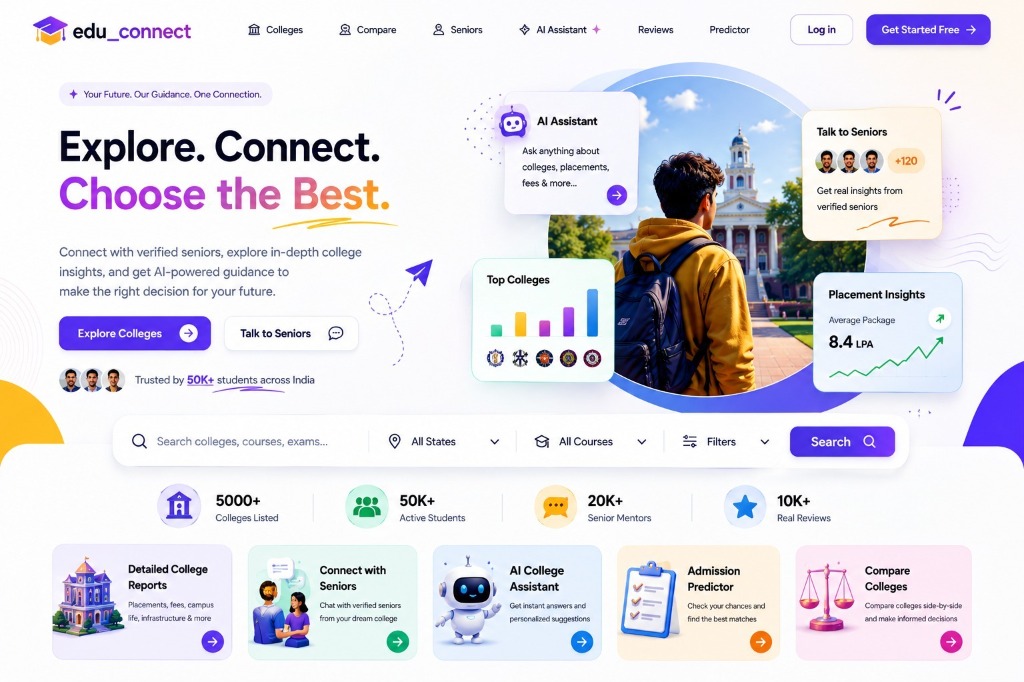 edu_connect
Colleges
Compare
Seniors
AI Assistant
Reviews
Predictor
Log in
Get Started Free
Your Future. Our Guidance. One Connection.
Explore. Connect.
Choose the Best.
Connect with verified seniors, explore in-depth college
insights, and get AI-powered guidance to
make the right decision for your future.
Explore Colleges
Talk to Seniors
Trusted by 50K+ students across India
AI Assistant
Ask anything about
colleges, placements,
fees & more...
Talk to Seniors
+120
Get real insights from
verified seniors
Top Colleges
Placement Insights
Average Package
8.4 LPA
Search colleges, courses, exams...
All States
All Courses
Filters
Search
5000+
Colleges Listed
50K+
Active Students
20K+
Senior Mentors
10K+
Real Reviews
Detailed College
Reports
Placements, fees, campus
life, infrastructure & more
Connect with
Seniors
Chat with verified seniors
from your dream college
AI College
Assistant
Get instant answers and
personalized suggestions
Admission
Predictor
Check your chances and
find the best matches
Compare
Colleges
Compare colleges side-by-side
and make informed decisions